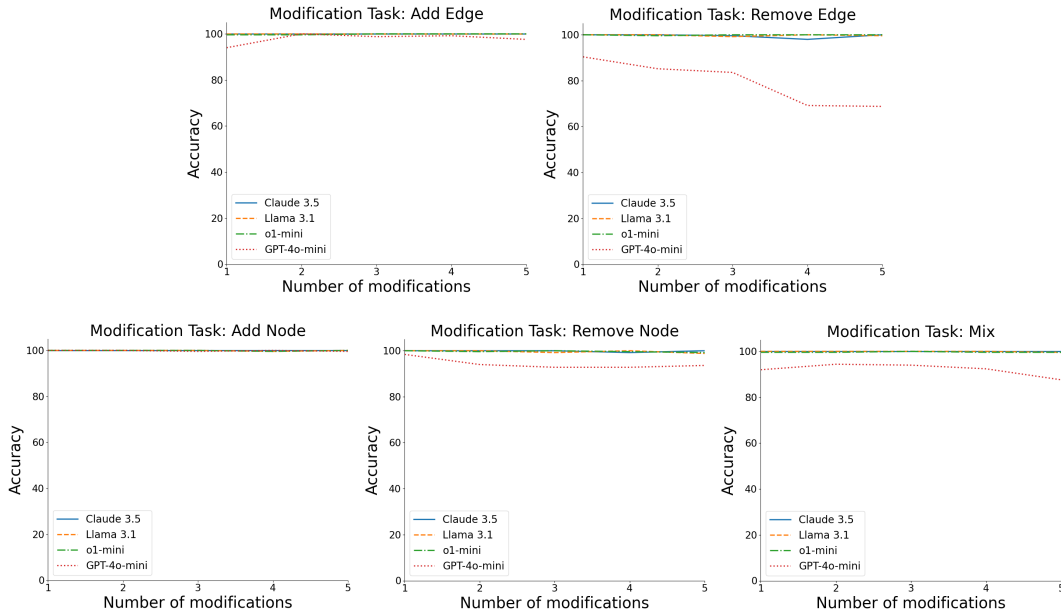 Modification Task: Add Edge
100
80
60
40
20
0
Accuracy
Claude 3.5
Llama 3.1
o1-mini
GPT-4o-mini
1 2 3 4 5
Number of modifications
Modification Task: Remove Edge
100
80
60
40
20
0
Accuracy
Claude 3.5
Llama 3.1
o1-mini
GPT-4o-mini
1 2 3 4 5
Number of modifications
Modification Task: Add Node
100
80
60
40
20
0
Accuracy
Claude 3.5
Llama 3.1
o1-mini
GPT-4o-mini
1 2 3 4 5
Number of modifications
Modification Task: Remove Node
100
80
60
40
20
0
Accuracy
Claude 3.5
Llama 3.1
o1-mini
GPT-4o-mini
1 2 3 4 5
Number of modifications
Modification Task: Mix
100
80
60
40
20
0
Accuracy
Claude 3.5
Llama 3.1
o1-mini
GPT-4o-mini
1 2 3 4 5
Number of modifications